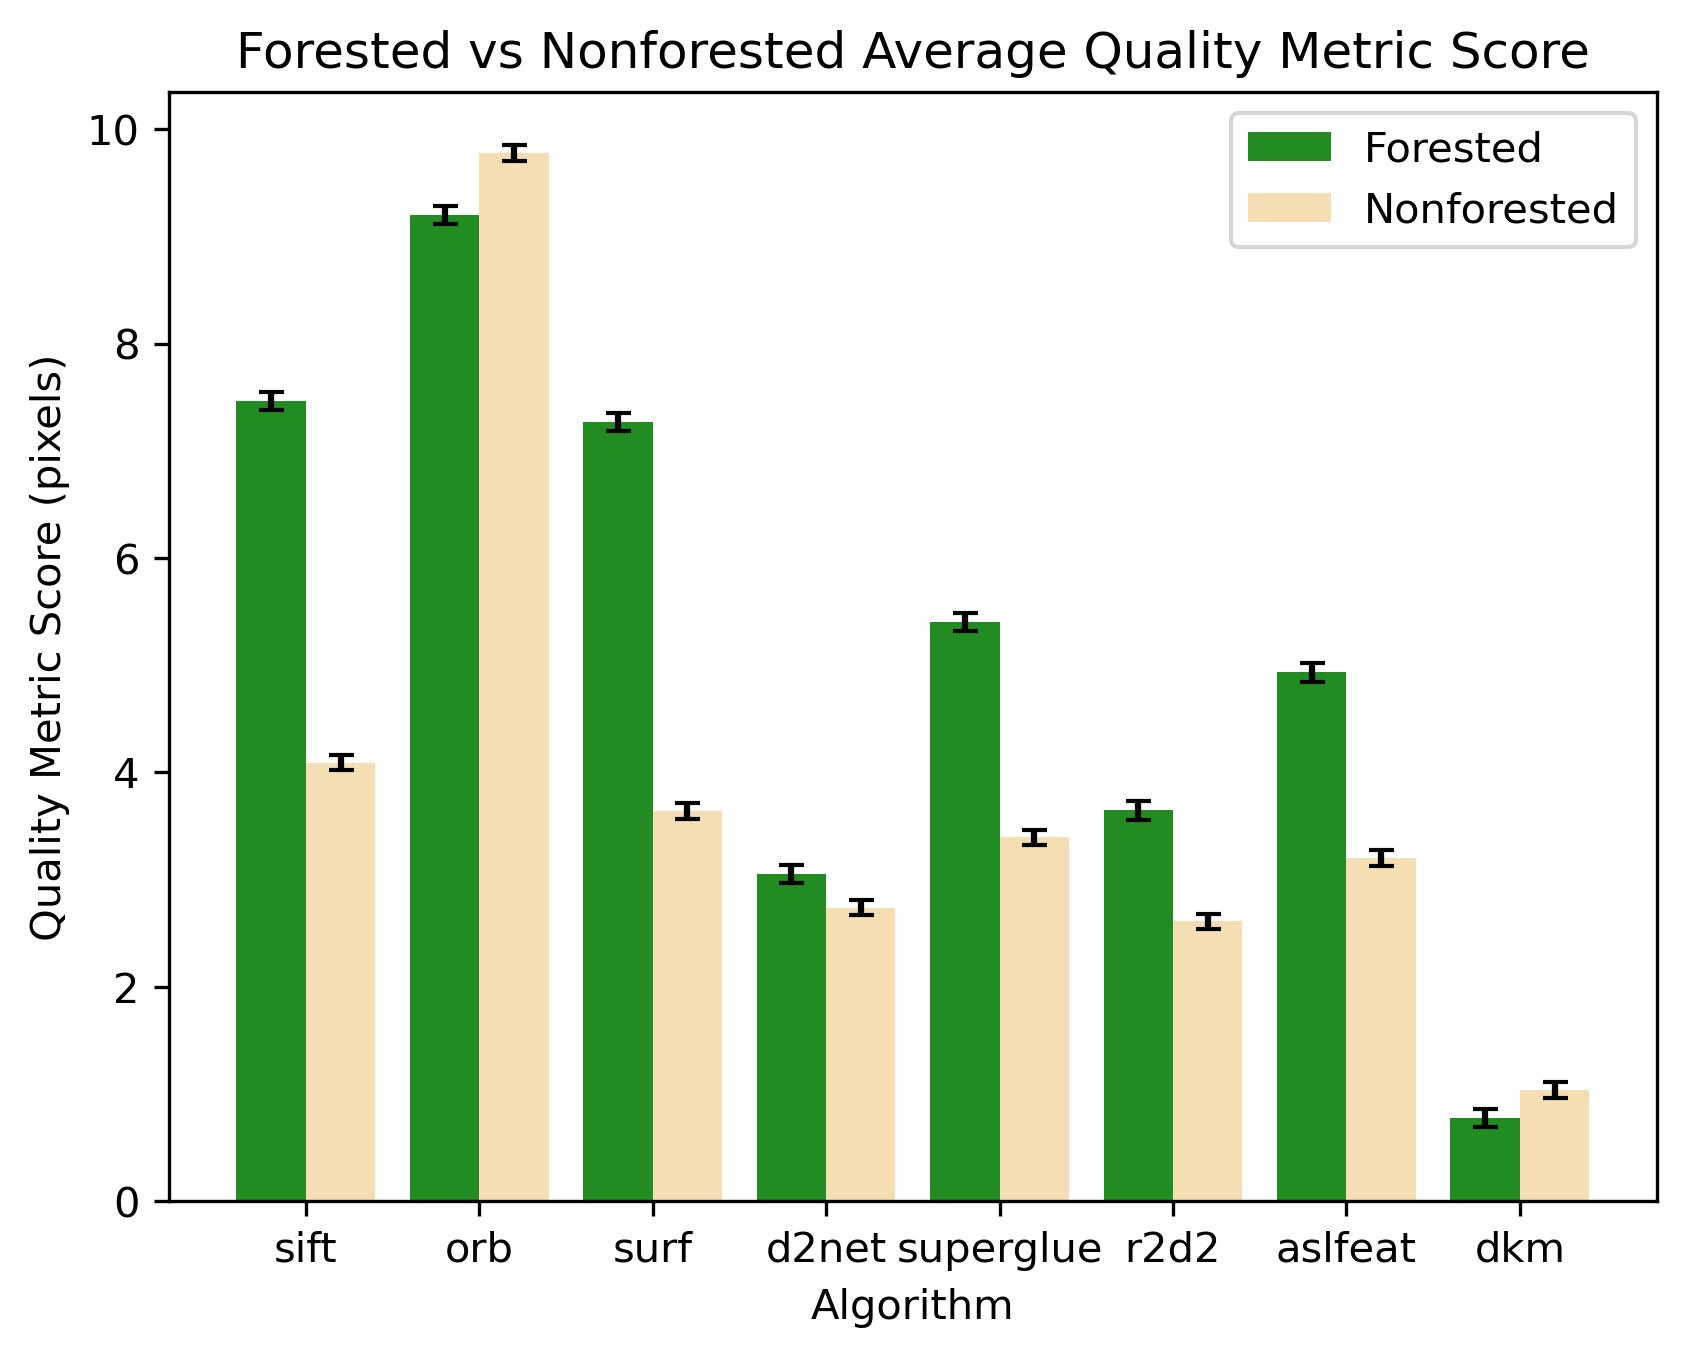 Forested vs Nonforested Average Quality Metric Score
Forested
Nonforested
Quality Metric Score (pixels)
10
8
6
4
2
0
sift orb surf d2net superglue r2d2 aslfeat dkm
Algorithm